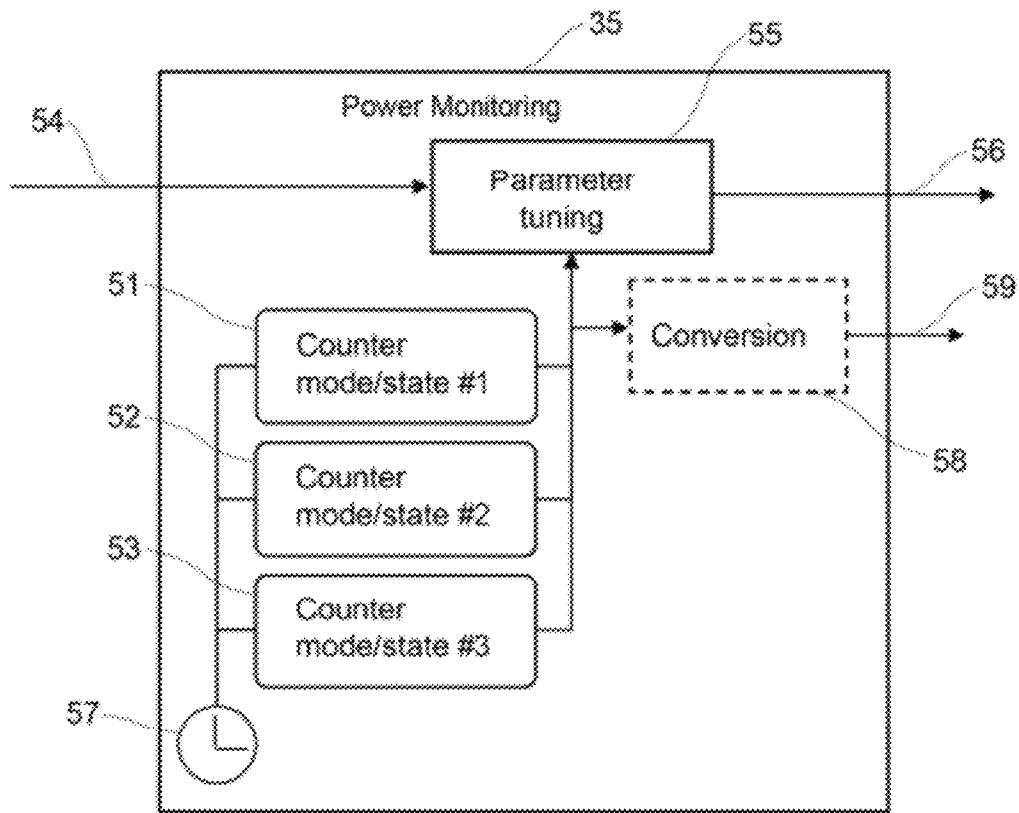 35
55
Power Monitoring
54
56
Parameter
tuning
51
59
Counter
mode/state #1
Conversion
52
58
Counter
mode/state #2
53
Counter
mode/state #3
57